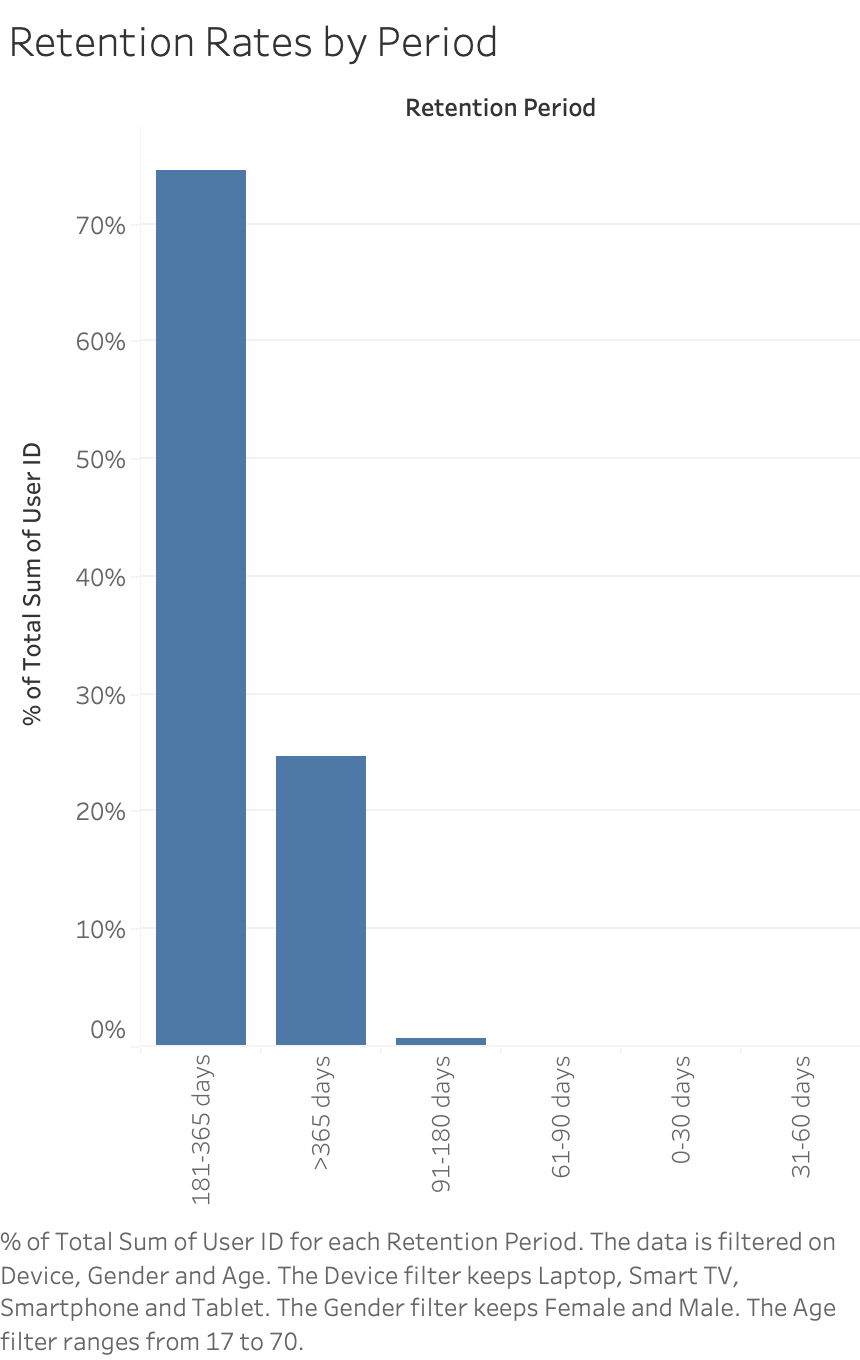 Retention Rates by Period
Retention Period
% of Total Sum of User ID
70%
60%
50%
40%
30%
20%
10%
0%
181-365 days
>365 days
91-180 days
61-90 days
0-30 days
31-60 days
% of Total Sum of User ID for each Retention Period. The data is filtered on
Device, Gender and Age. The Device filter keeps Laptop, Smart TV,
Smartphone and Tablet. The Gender filter keeps Female and Male. The Age
filter ranges from 17 to 70.